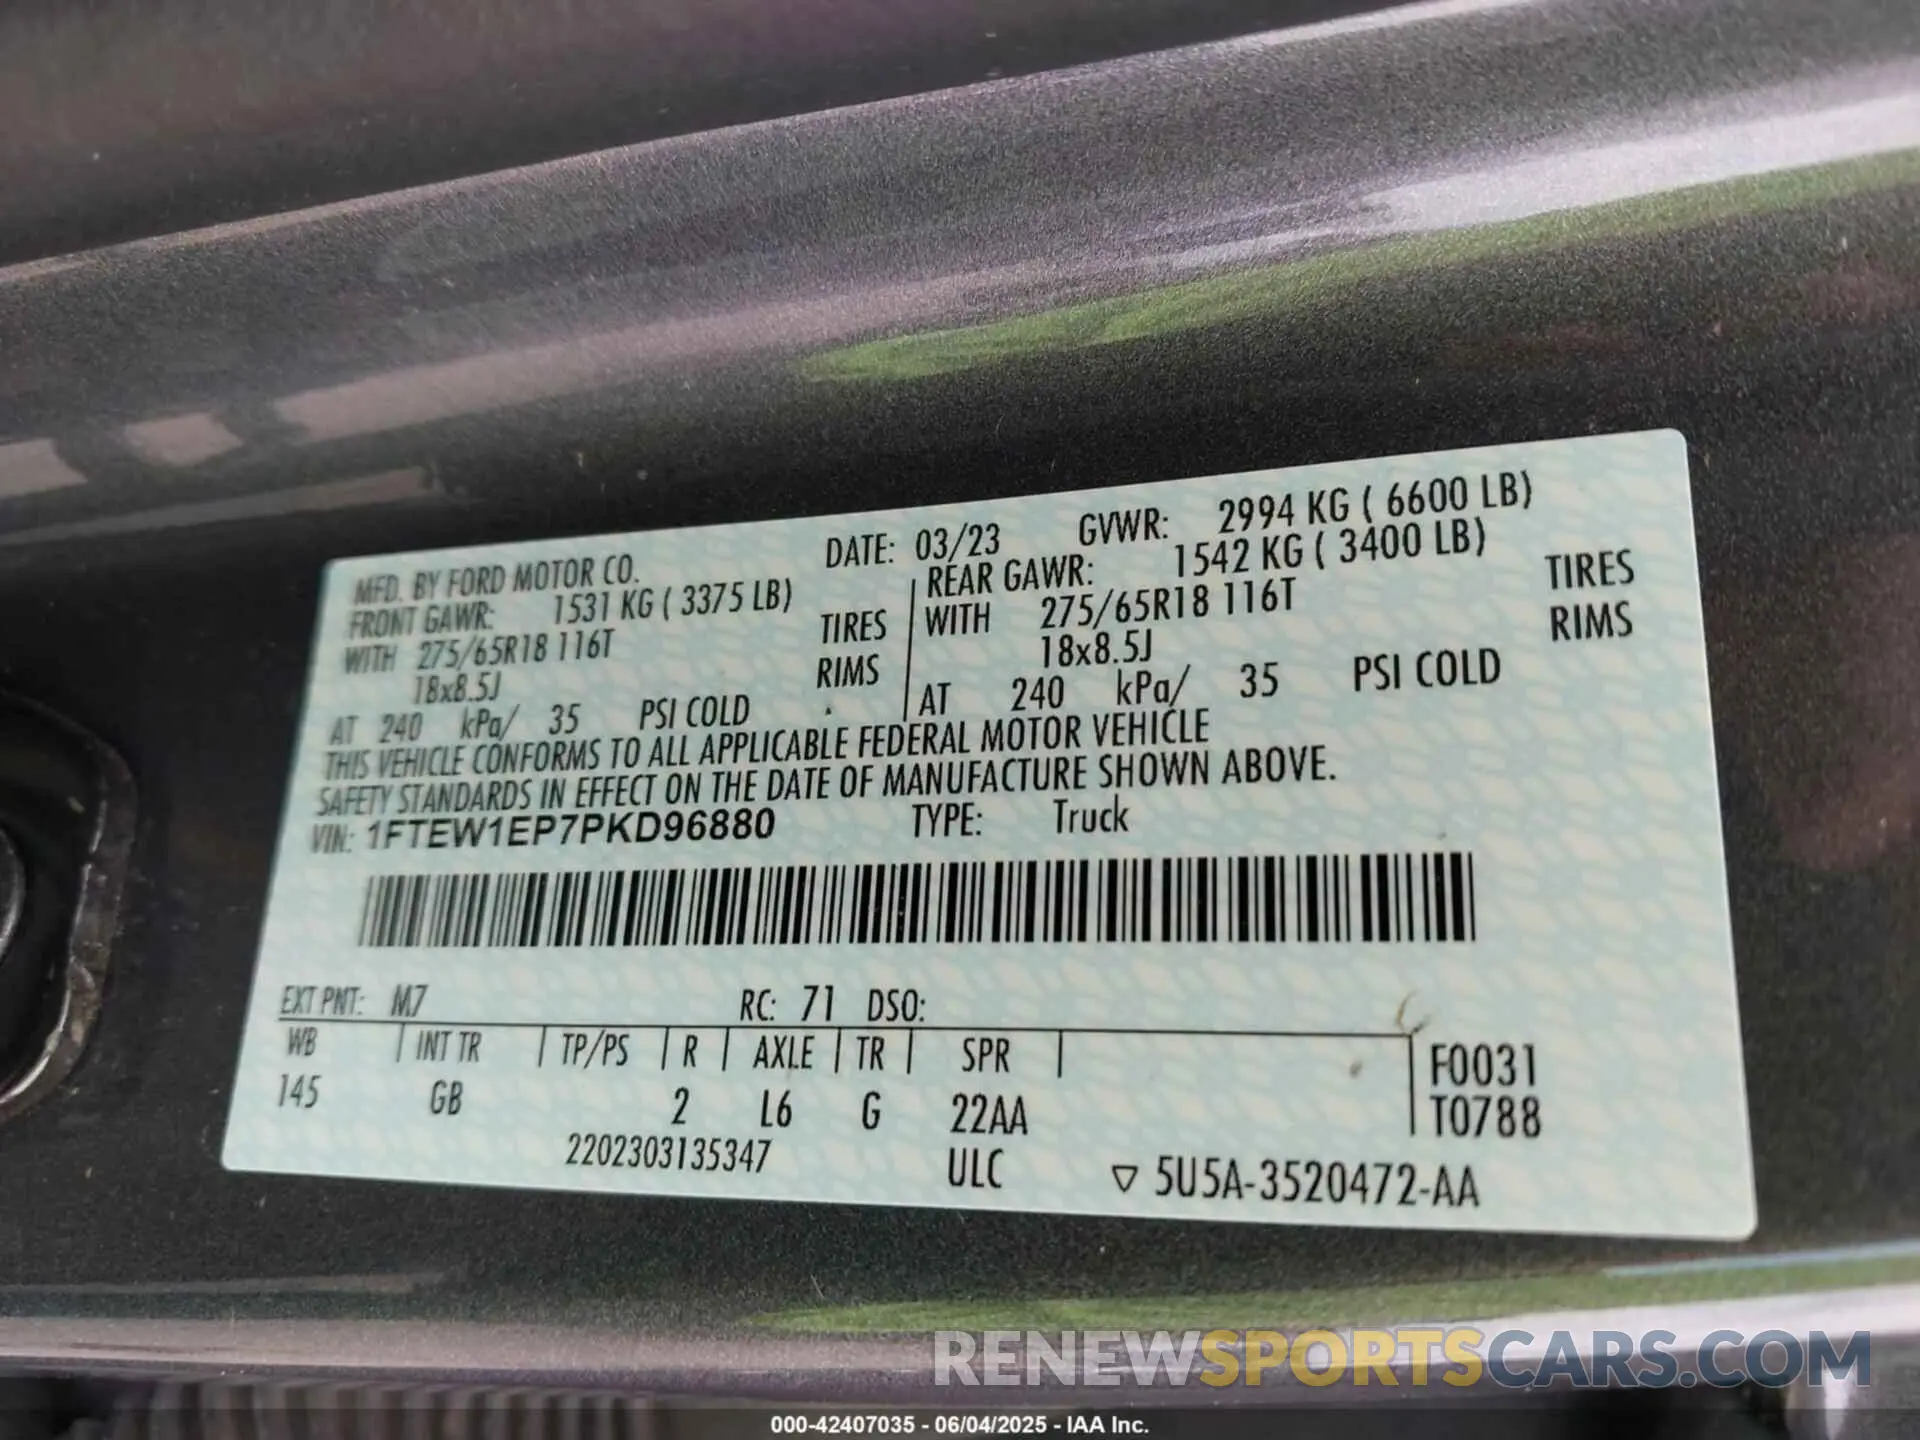 MFD. BY FORD MOTOR CO. DATE: 03/23 GVWR: 2994 KG ( 6600 LB)
FRONT GAWR: 1531 KG ( 3375 LB) REAR GAWR: 1542 KG ( 3400 LB)
WITH 275/65R18 116T TIRES WITH 275/65R18 116T TIRES
18x8.5J RIMS 18x8.5J RIMS
AT 240 kPa/ 35 PSI COLD AT 240 kPa/ 35 PSI COLD
THIS VEHICLE CONFORMS TO ALL APPLICABLE FEDERAL MOTOR VEHICLE
SAFETY STANDARDS IN EFFECT ON THE DATE OF MANUFACTURE SHOWN ABOVE.
VIN: 1FTEW1EP7PKD96880 TYPE: Truck
EXT PNT: M7 RC: 71 DSO:
WB INT TR TP/PS R AXLE TR SPR F0031
145 GB 2 L6 G 22AA T0788
2202303135347 ULC ▽ 5U5A-3520472-AA
RENEWSPORTSCARS.COM
000-42407035 - 06/04/2025 - IAA Inc.